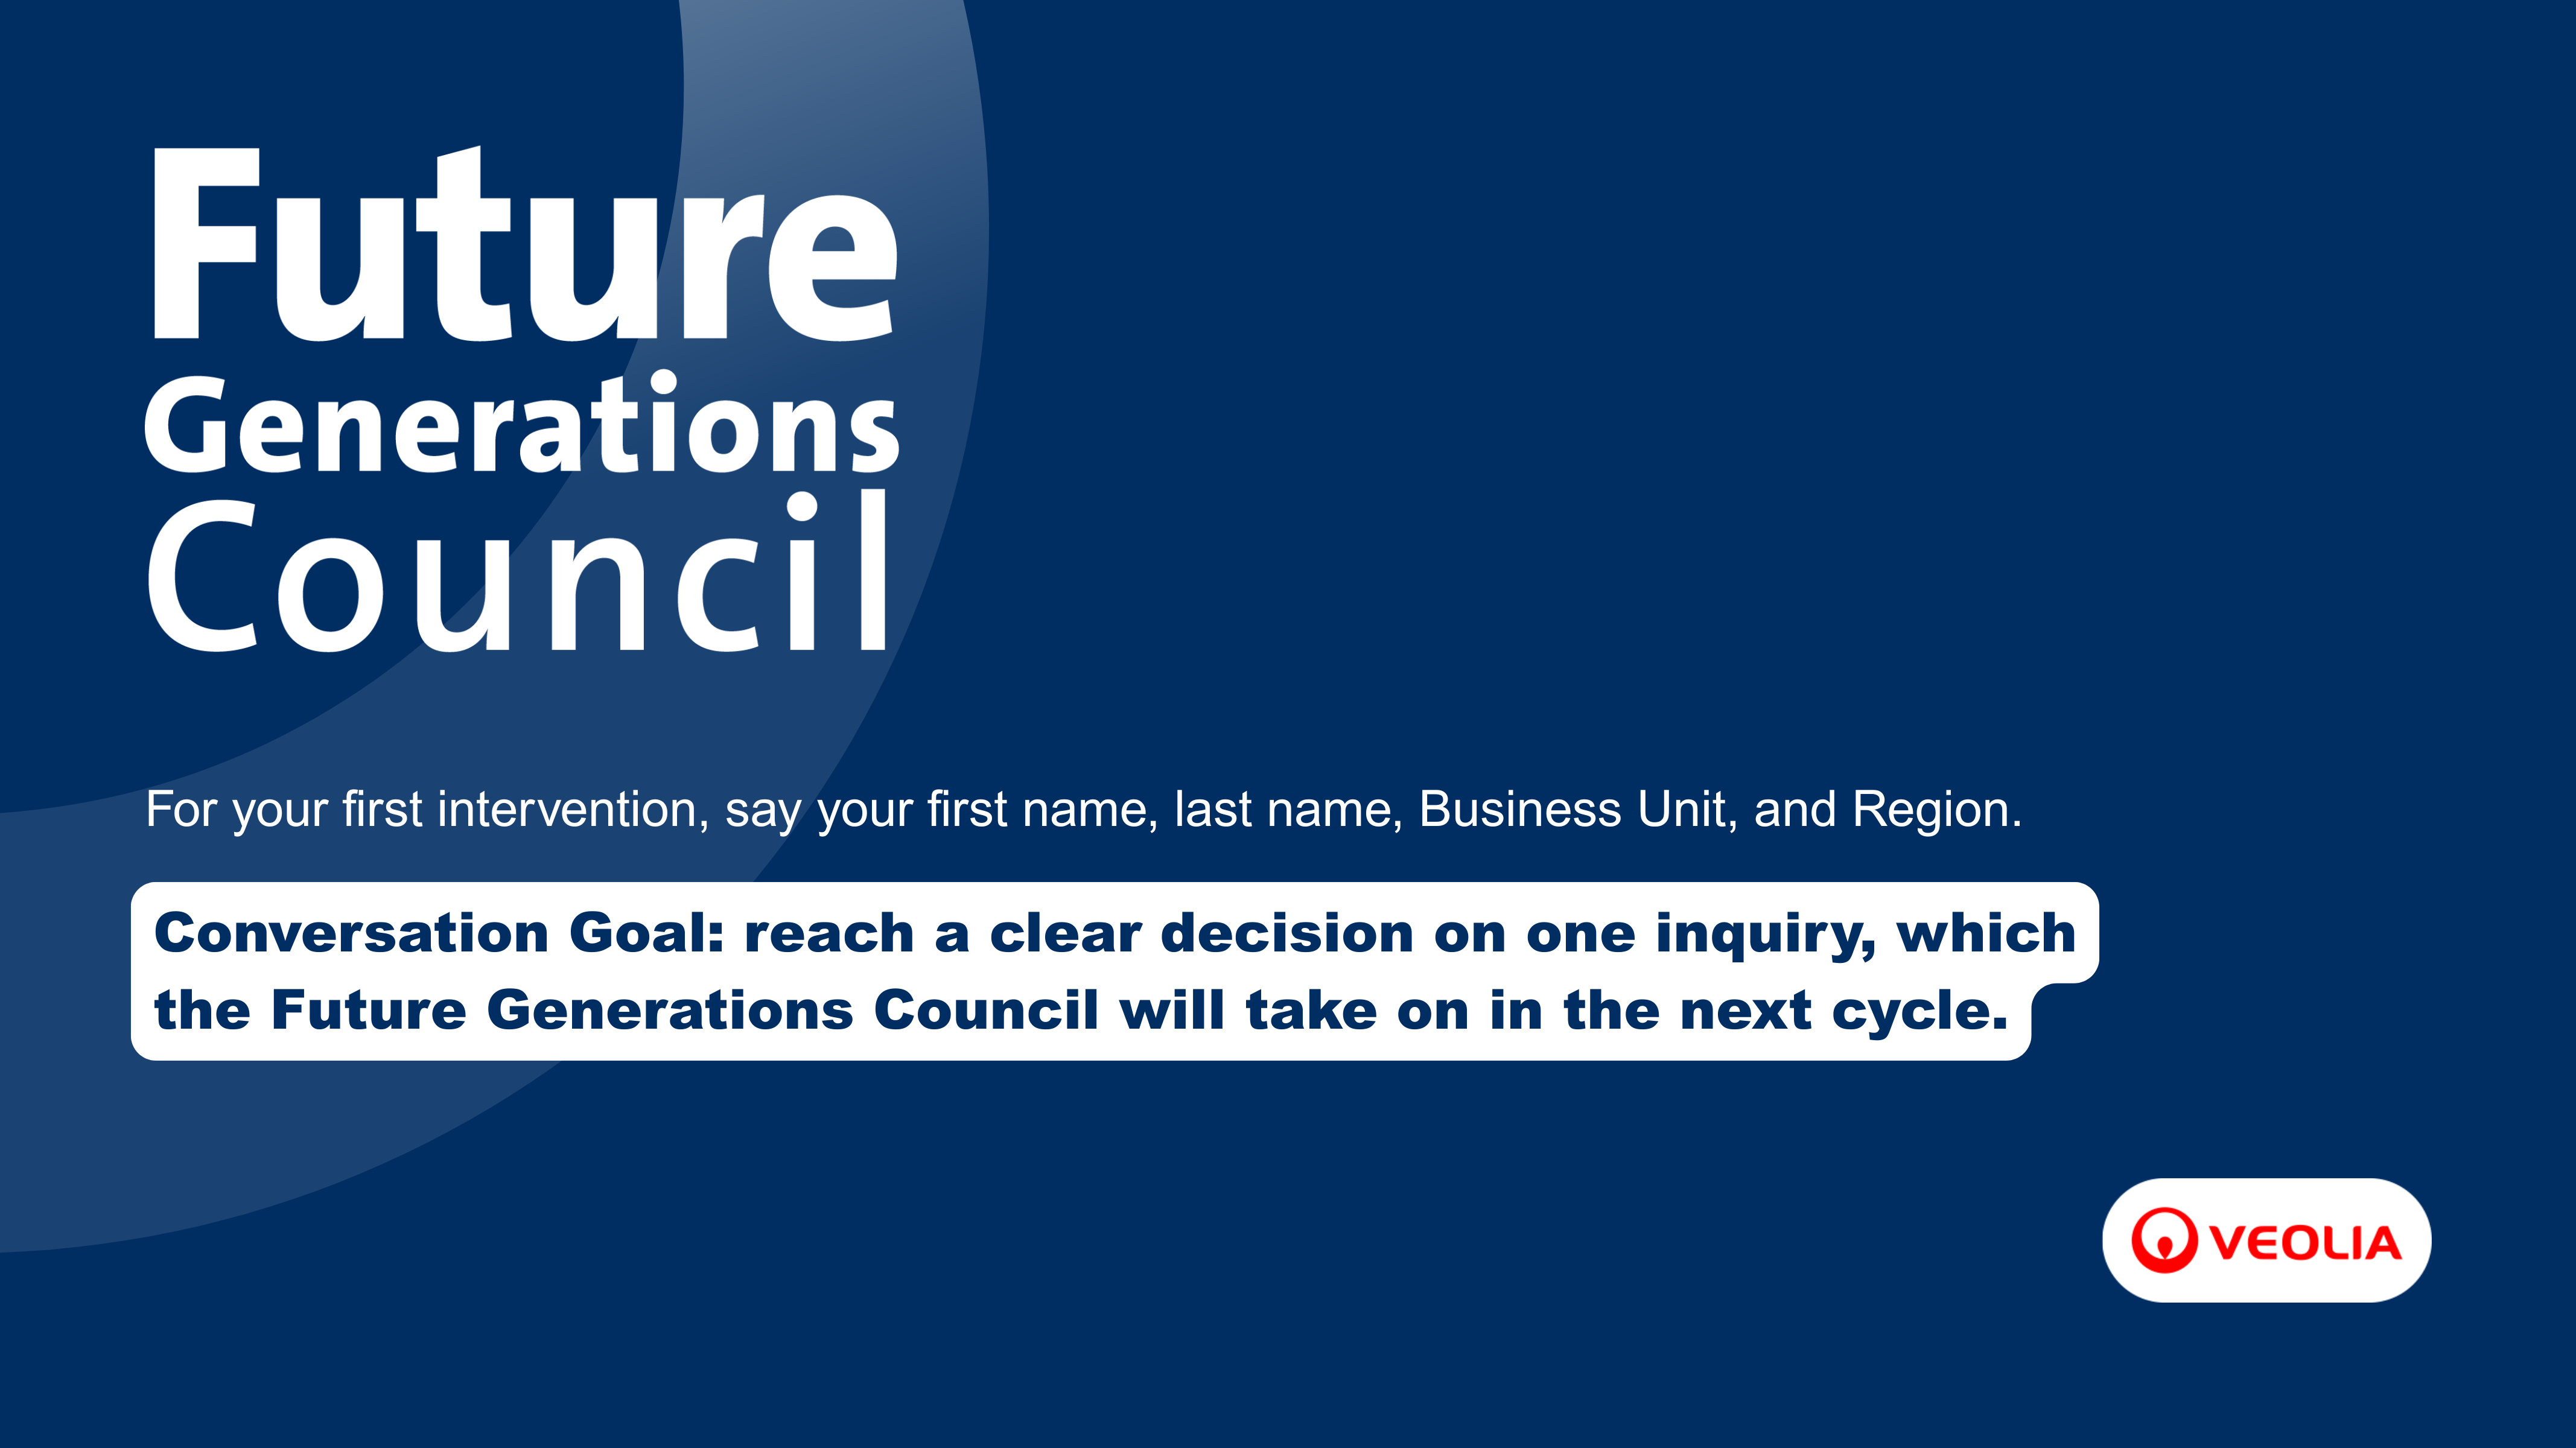 Future
Generations
Council
For your first intervention, say your first name, last name, Business Unit, and Region.
Conversation Goal: reach a clear decision on one inquiry, which
the Future Generations Council will take on in the next cycle.
VEOLIA